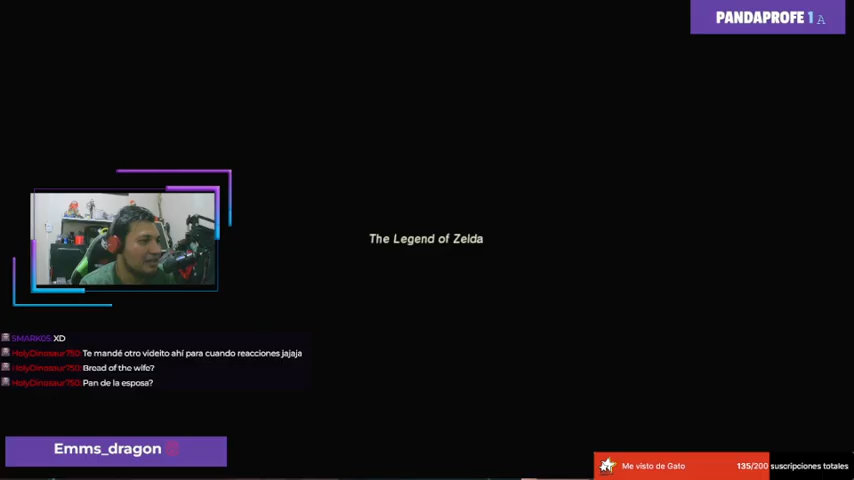 PANDAPROFE 1 A
The Legend of Zelda
SMARK05: XD
HolyDinosaur750: Te mandé otro videito ahí para cuando reacciones jajaja
HolyDinosaur750: Bread of the wife?
HolyDinosaur750: Pan de la esposa?
Emms_dragon
Me visto de Gato 135/200 suscripciones totales